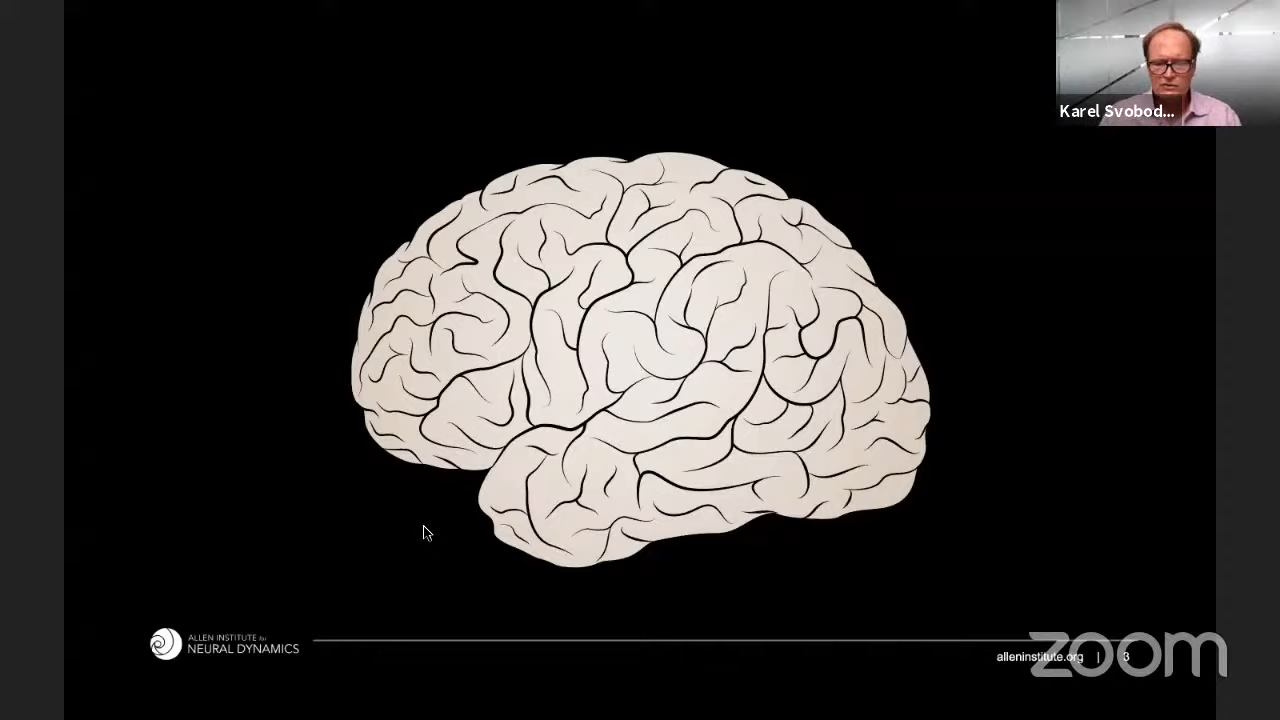 Karel Svobod...
ALLEN INSTITUTE for
NEURAL DYNAMICS
alleninstitute.org | 3
zoom